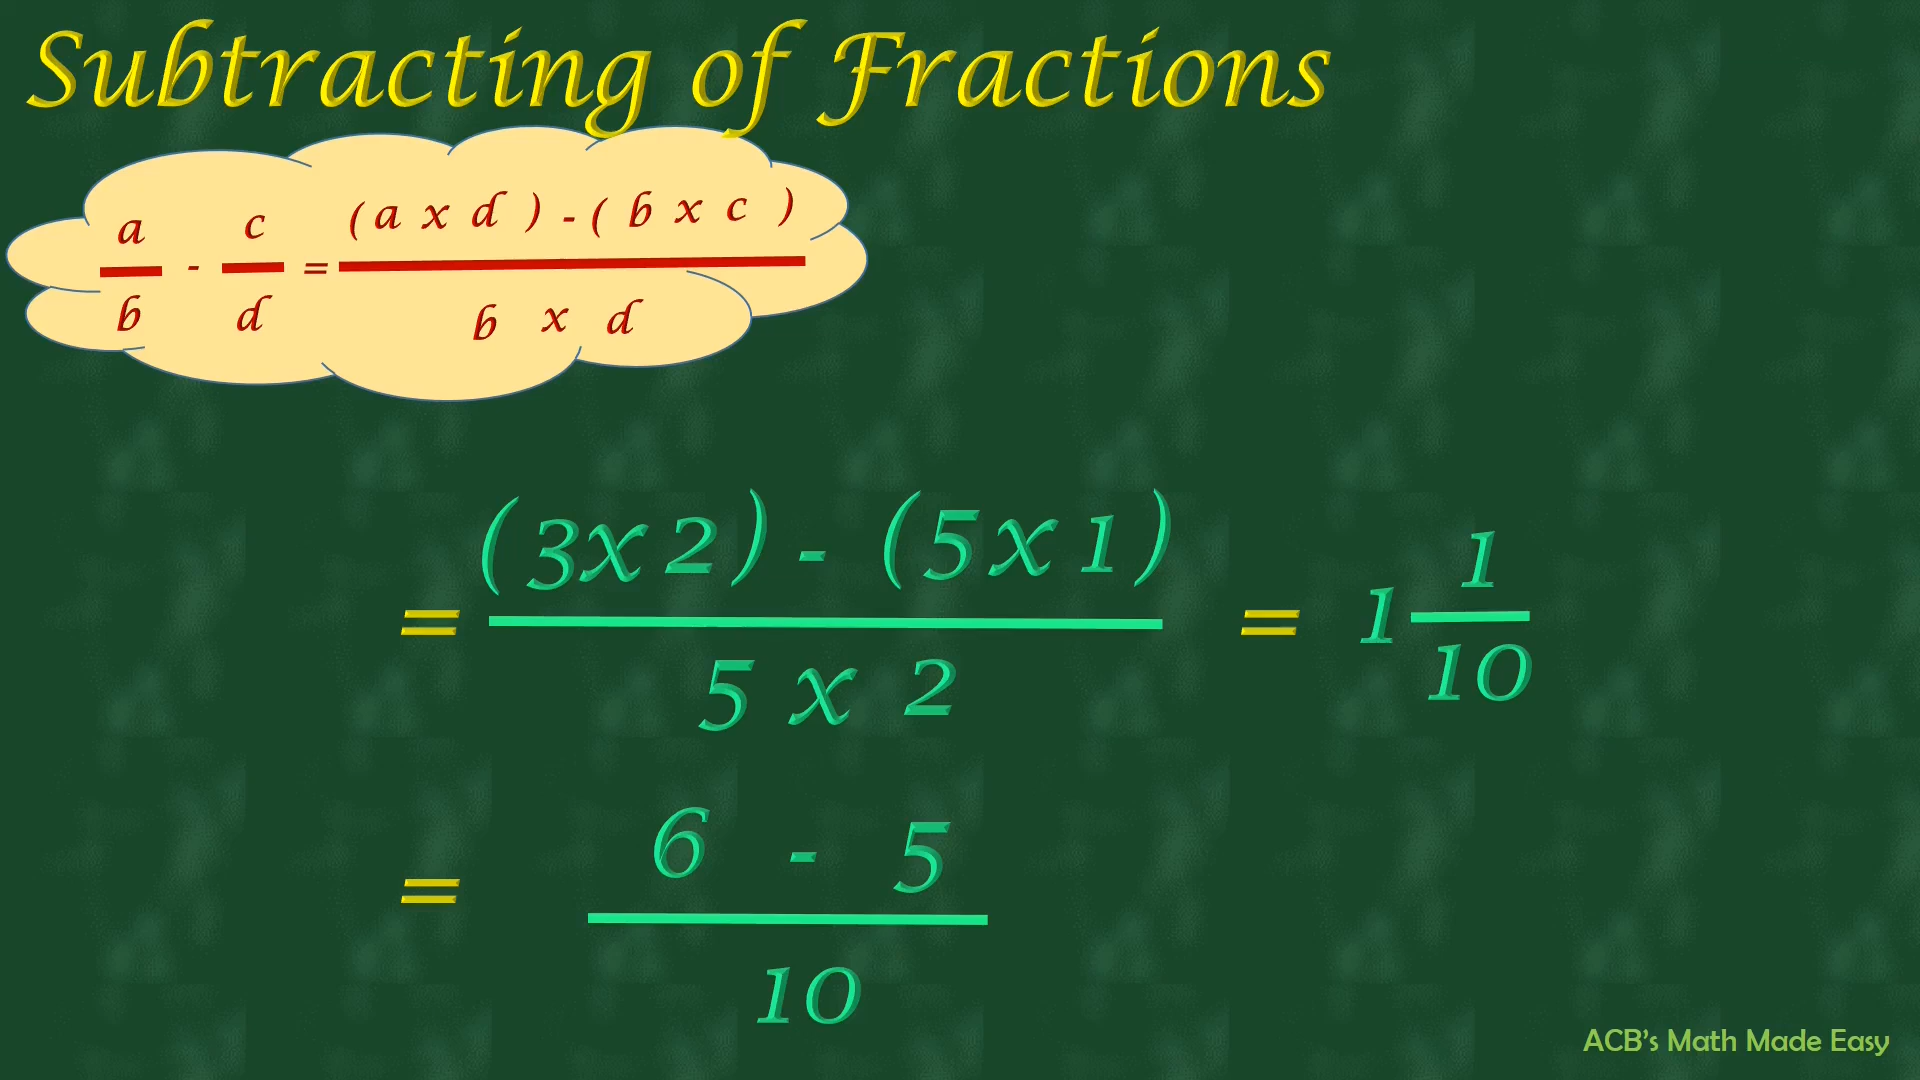 Subtracting of Fractions
a/b - c/d = (a x d) - (b x c) / b x d
= (3x2) - (5x1) / 5 x 2 = 1 1/10
= 6 - 5 / 10
ACB's Math Made Easy